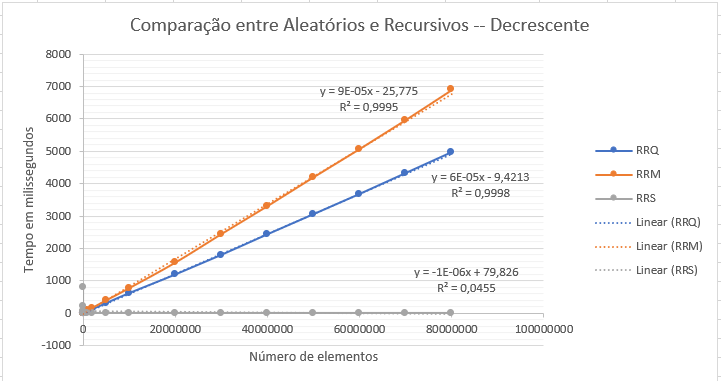 Comparação entre Aleatórios e Recursivos -- Decrescente
8000
7000
6000
5000
4000
3000
2000
1000
0
-1000
Tempo em milissegundos
y = 9E-05x - 25,775
R² = 0,9995
y = 6E-05x - 9,4213
R² = 0,9998
y = -1E-06x + 79,826
R² = 0,0455
0
20000000
40000000
60000000
80000000
100000000
Número de elementos
RRQ
RRM
RRS
Linear (RRQ)
Linear (RRM)
Linear (RRS)